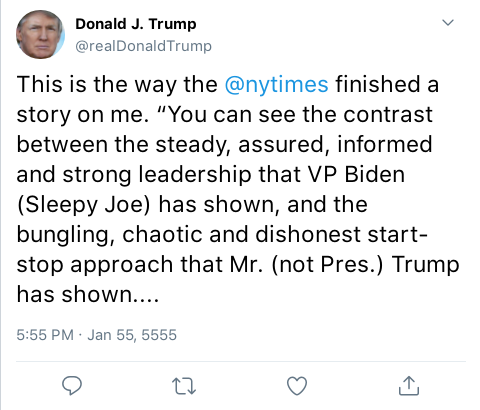 Donald J. Trump
@realDonaldTrump
This is the way the @nytimes finished a
story on me. “You can see the contrast
between the steady, assured, informed
and strong leadership that VP Biden
(Sleepy Joe) has shown, and the
bungling, chaotic and dishonest start-
stop approach that Mr. (not Pres.) Trump
has shown....
5:55 PM · Jan 55, 5555